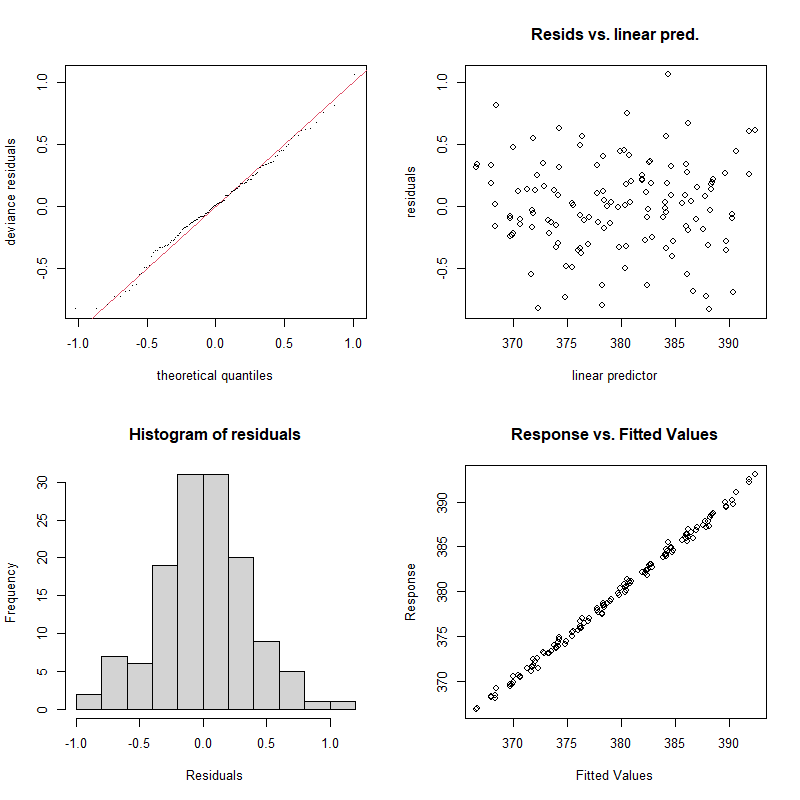 1.0
0.5
0.0
-0.5
deviance residuals
-1.0 -0.5 0.0 0.5 1.0
theoretical quantiles
Resids vs. linear pred.
1.0
0.5
0.0
-0.5
residuals
370 375 380 385 390
linear predictor
Histogram of residuals
30
25
20
15
10
5
0
Frequency
-1.0 -0.5 0.0 0.5 1.0
Residuals
Response vs. Fitted Values
390
385
380
375
370
Response
370 375 380 385 390
Fitted Values